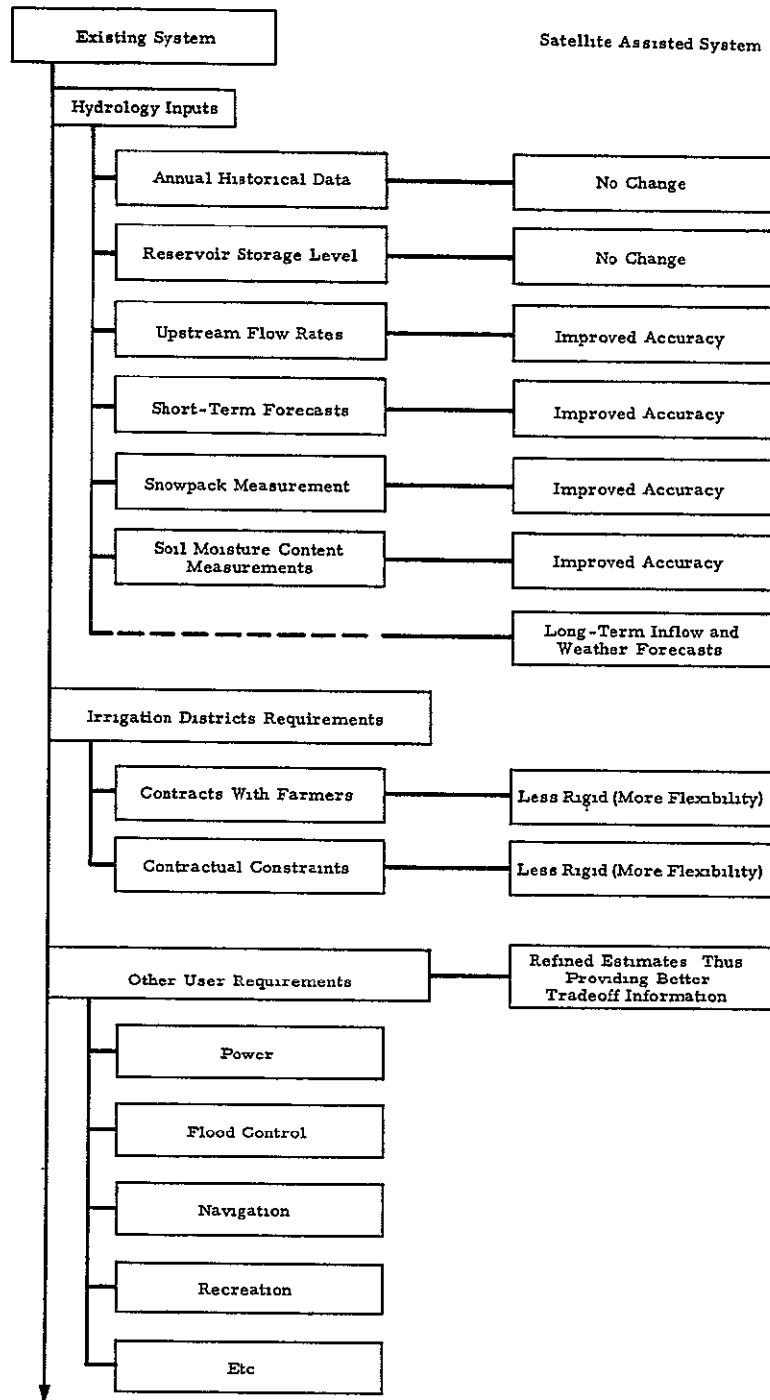 Existing System
Satellite Assisted System
Hydrology Inputs
Annual Historical Data
No Change
Reservoir Storage Level
No Change
Upstream Flow Rates
Improved Accuracy
Short-Term Forecasts
Improved Accuracy
Snowpack Measurement
Improved Accuracy
Soil Moisture Content
Measurements
Improved Accuracy
Long-Term Inflow and
Weather Forecasts
Irrigation Districts Requirements
Contracts With Farmers
Less Rigid (More Flexibility)
Contractual Constraints
Less Rigid (More Flexibility)
Other User Requirements
Refined Estimates Thus
Providing Better
Tradeoff Information
Power
Flood Control
Navigation
Recreation
Etc